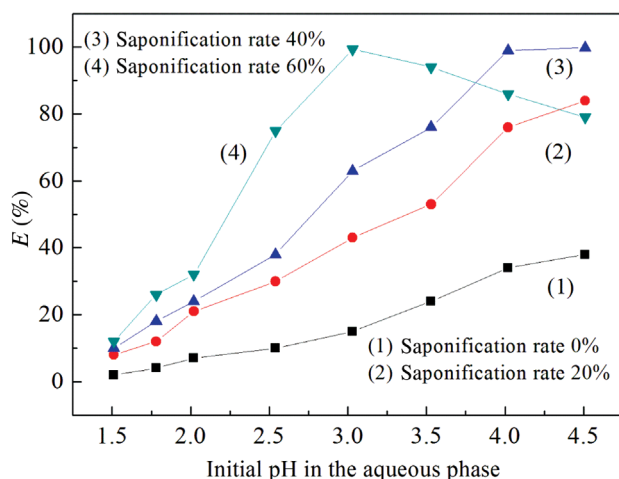 (3) Saponification rate 40%
(4) Saponification rate 60%
(3)
(4)
(2)
(1)
(1) Saponification rate 0%
(2) Saponification rate 20%
E (%)
100
80
60
40
20
0
1.5 2.0 2.5 3.0 3.5 4.0 4.5
Initial pH in the aqueous phase